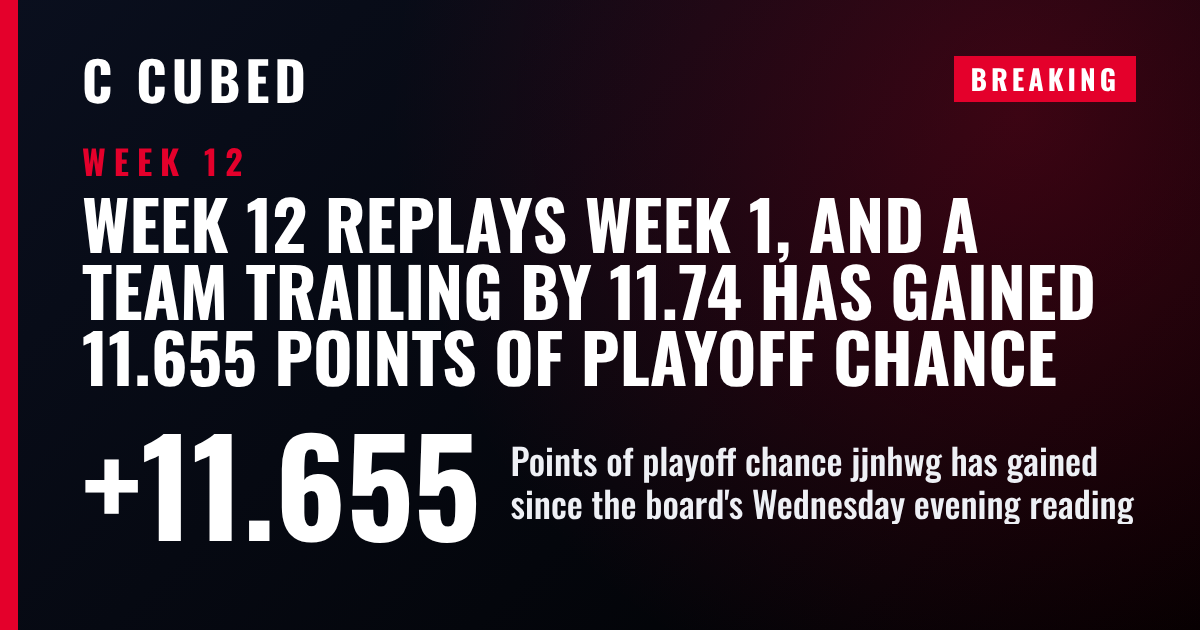 C CUBED
BREAKING
WEEK 12
WEEK 12 REPLAYS WEEK 1, AND A
TEAM TRAILING BY 11.74 HAS GAINED
11.655 POINTS OF PLAYOFF CHANCE
+11.655
Points of playoff chance jjnhwg has gained
since the board's Wednesday evening reading